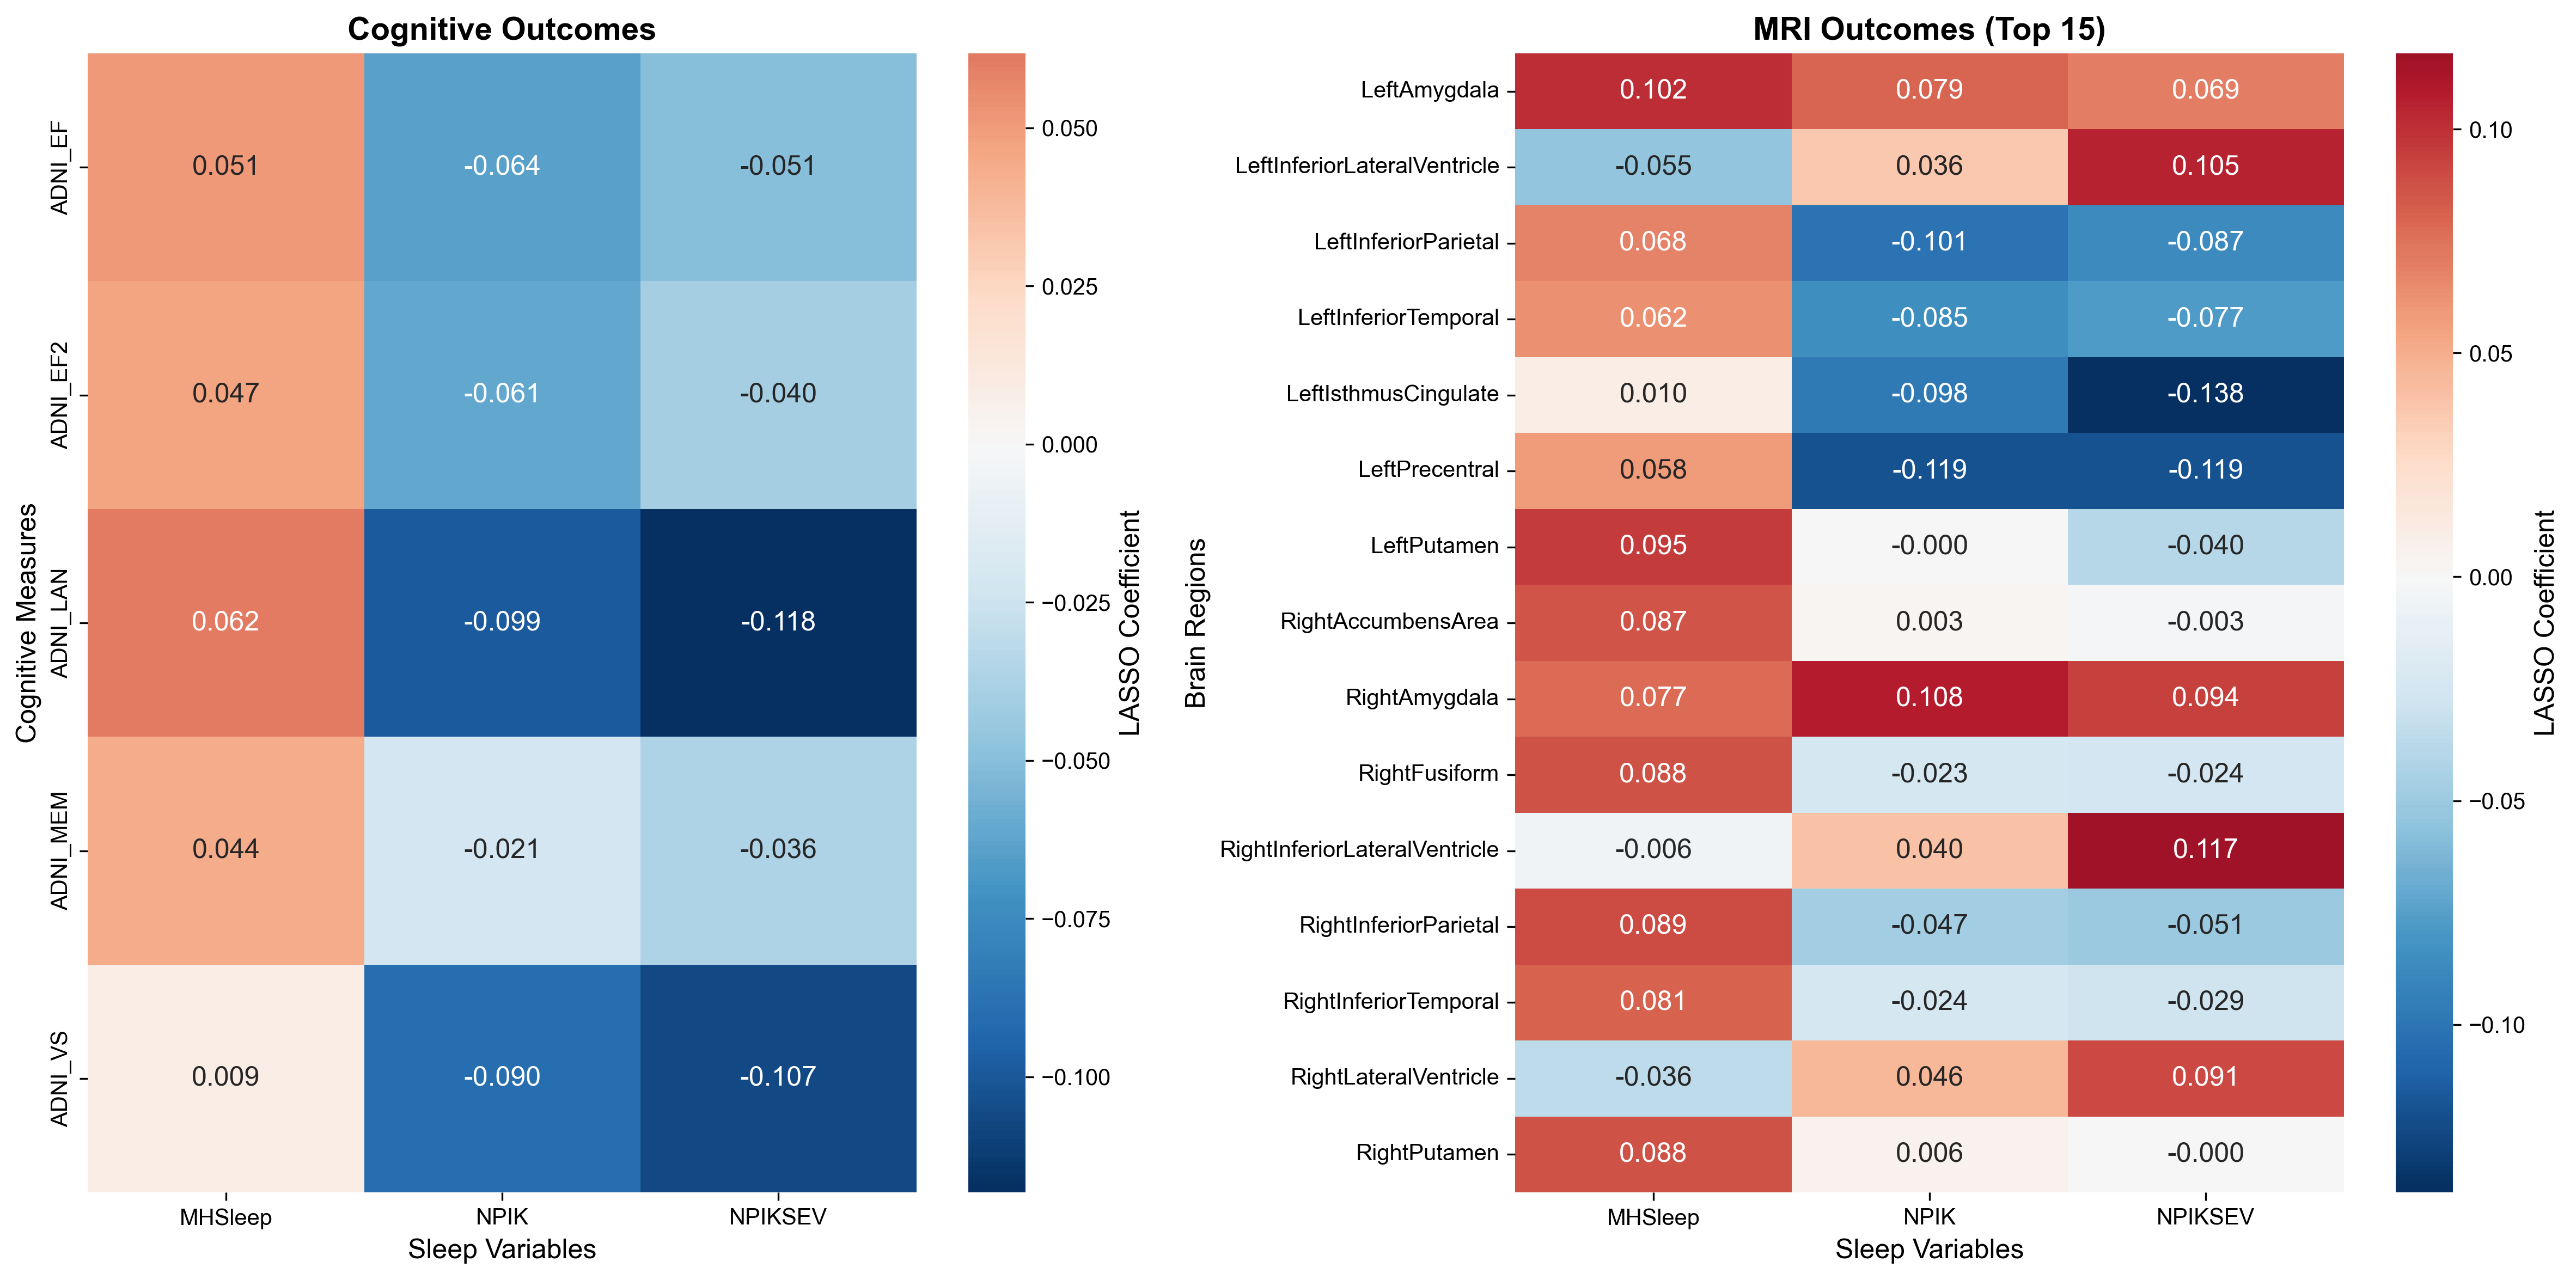 Cognitive Outcomes
Cognitive Measures
ADNI_EF
0.051 -0.064 -0.051
ADNI_EF2
0.047 -0.061 -0.040
ADNI_LAN
0.062 -0.099 -0.118
ADNI_MEM
0.044 -0.021 -0.036
ADNI_VS
0.009 -0.090 -0.107
MHSleep NPIK NPIKSEV
Sleep Variables
0.050
0.025
0.000
−0.025
−0.050
−0.075
−0.100
LASSO Coefficient
MRI Outcomes (Top 15)
Brain Regions
LeftAmygdala 0.102 0.079 0.069
LeftInferiorLateralVentricle -0.055 0.036 0.105
LeftInferiorParietal 0.068 -0.101 -0.087
LeftInferiorTemporal 0.062 -0.085 -0.077
LeftIsthmusCingulate 0.010 -0.098 -0.138
LeftPrecentral 0.058 -0.119 -0.119
LeftPutamen 0.095 -0.000 -0.040
RightAccumbensArea 0.087 0.003 -0.003
RightAmygdala 0.077 0.108 0.094
RightFusiform 0.088 -0.023 -0.024
RightInferiorLateralVentricle -0.006 0.040 0.117
RightInferiorParietal 0.089 -0.047 -0.051
RightInferiorTemporal 0.081 -0.024 -0.029
RightLateralVentricle -0.036 0.046 0.091
RightPutamen 0.088 0.006 -0.000
MHSleep NPIK NPIKSEV
Sleep Variables
0.10
0.05
0.00
−0.05
−0.10
LASSO Coefficient